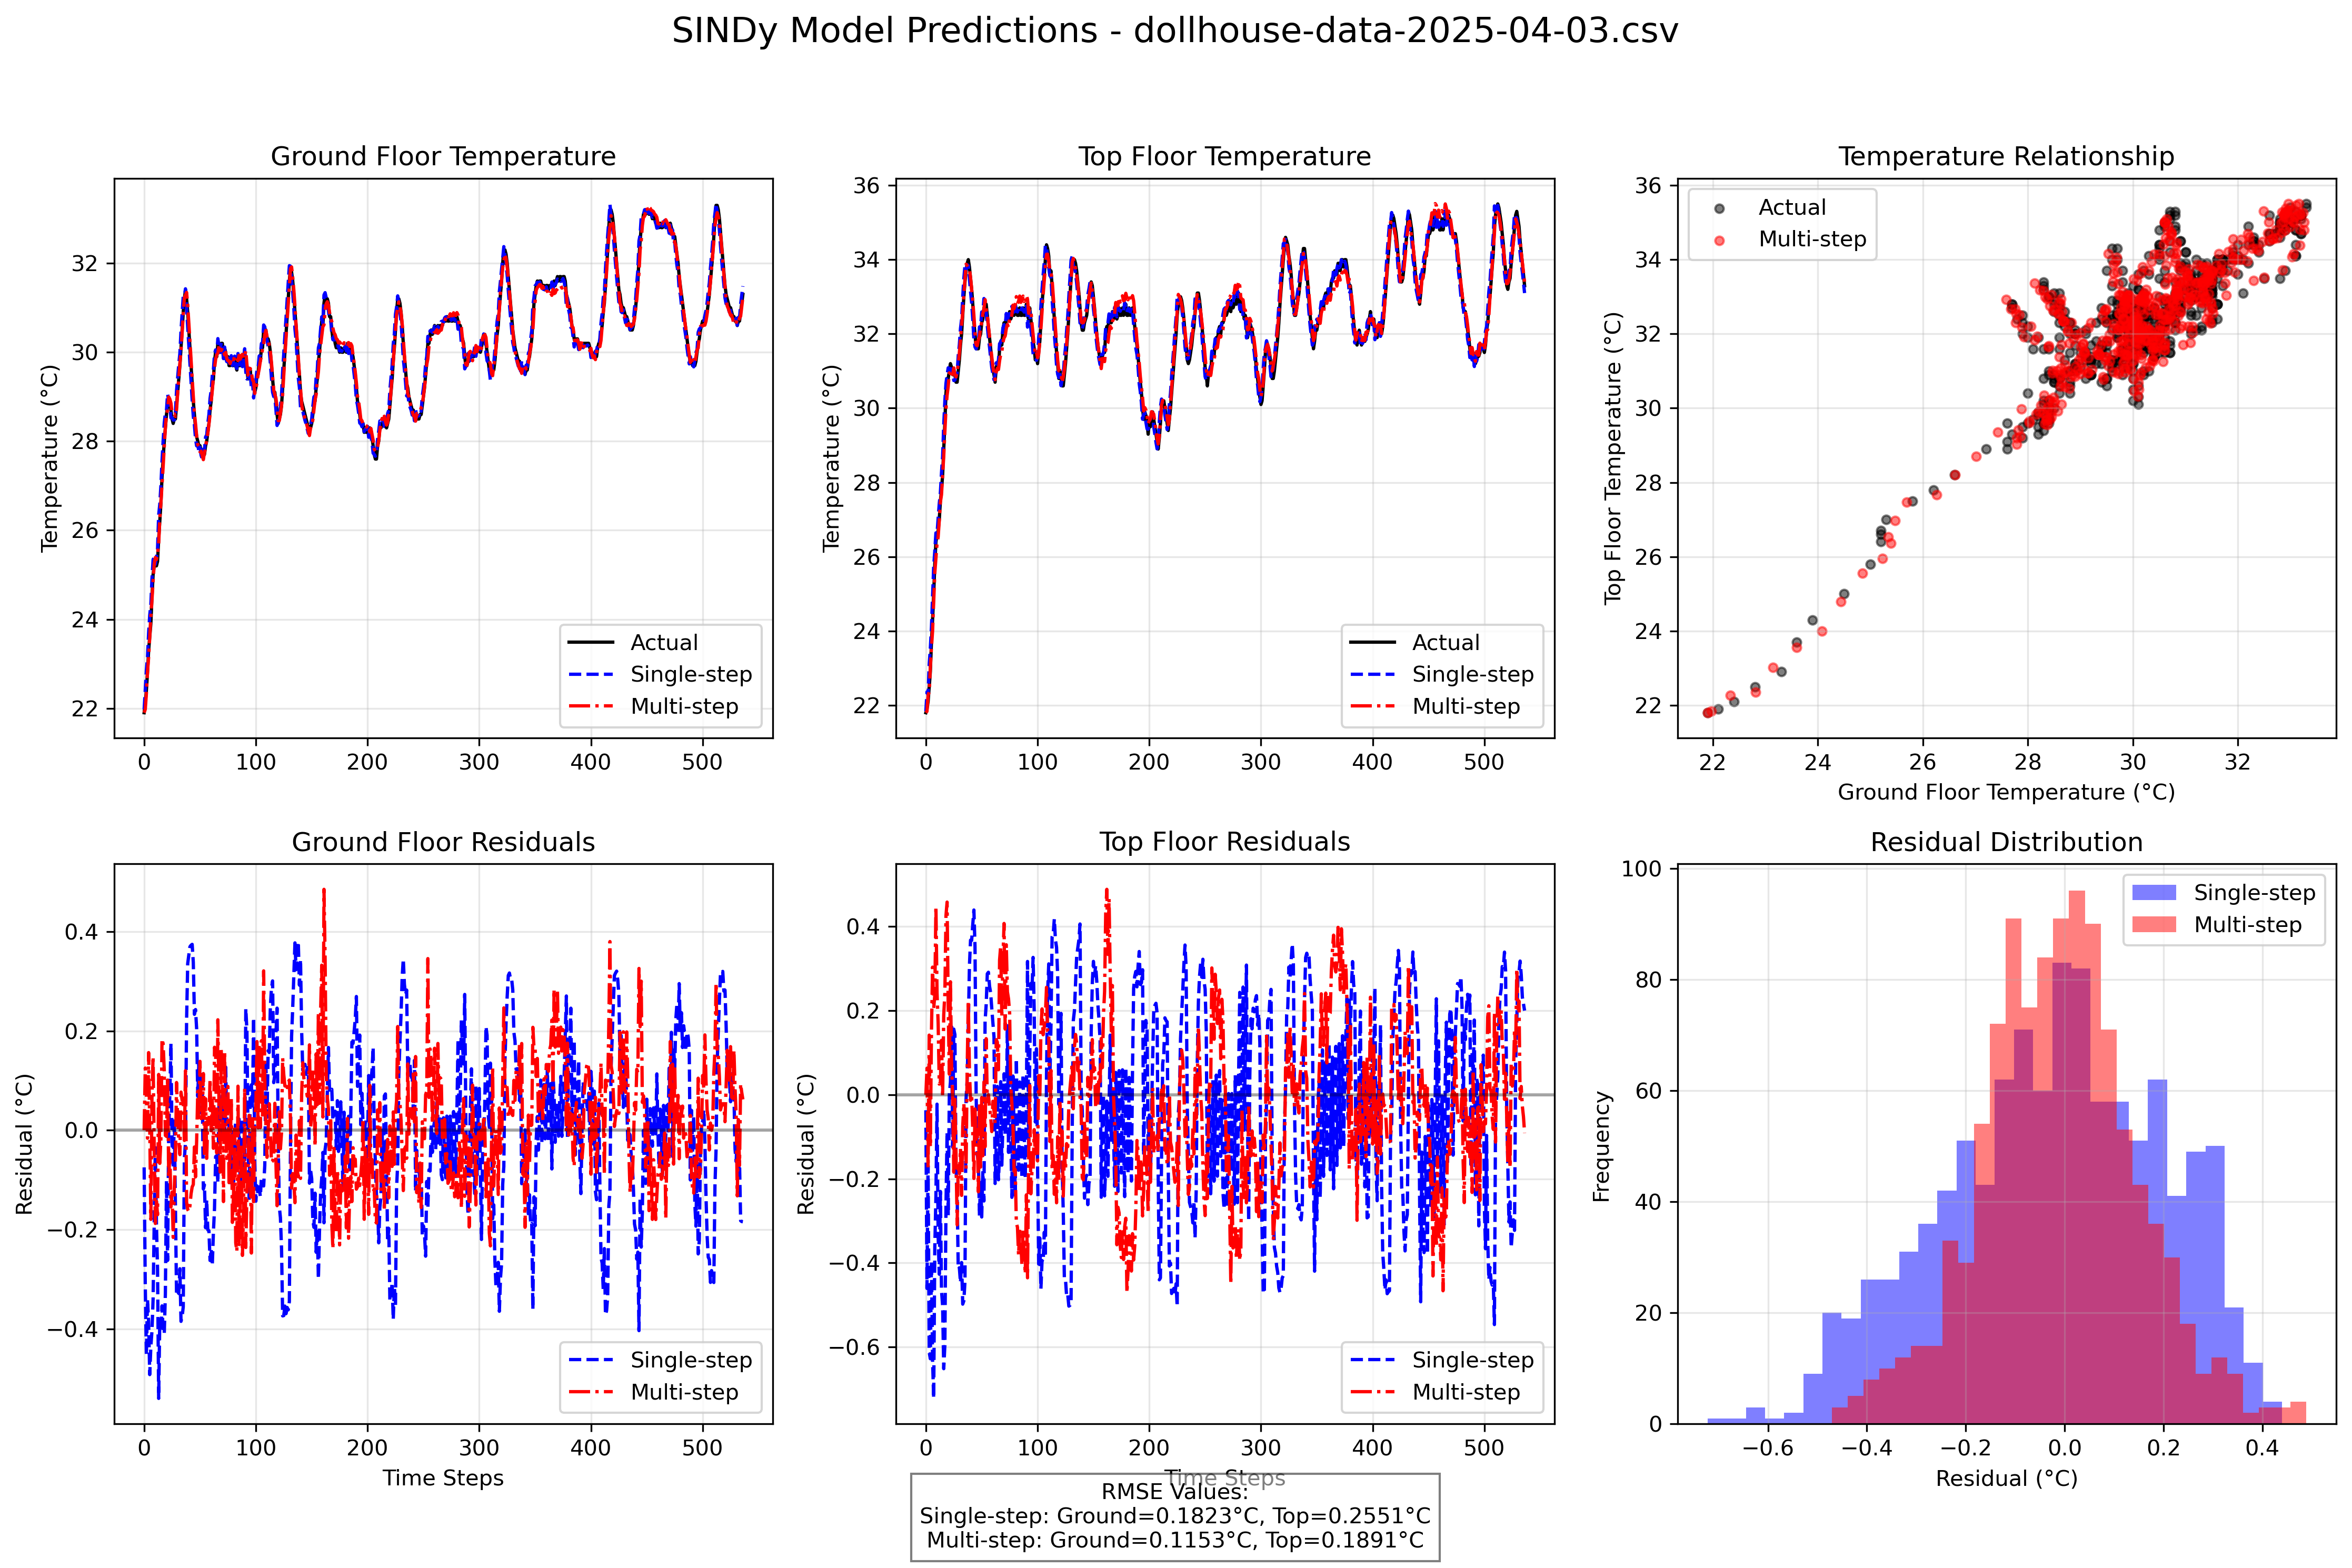 SINDy Model Predictions - dollhouse-data-2025-04-03.csv
Ground Floor Temperature
Temperature (°C)
32
30
28
26
24
22
0 100 200 300 400 500
Actual
Single-step
Multi-step
Top Floor Temperature
Temperature (°C)
36
34
32
30
28
26
24
22
0 100 200 300 400 500
Actual
Single-step
Multi-step
Temperature Relationship
Top Floor Temperature (°C)
36
34
32
30
28
26
24
22
22 24 26 28 30 32
Ground Floor Temperature (°C)
Actual
Multi-step
Ground Floor Residuals
Residual (°C)
0.4
0.2
0.0
−0.2
−0.4
0 100 200 300 400 500
Time Steps
Single-step
Multi-step
Top Floor Residuals
Residual (°C)
0.4
0.2
0.0
−0.2
−0.4
−0.6
0 100 200 300 400 500
Time Steps
Single-step
Multi-step
Residual Distribution
Frequency
100
80
60
40
20
0
−0.6 −0.4 −0.2 0.0 0.2 0.4
Residual (°C)
Single-step
Multi-step
RMSE Values:
Single-step: Ground=0.1823°C, Top=0.2551°C
Multi-step: Ground=0.1153°C, Top=0.1891°C